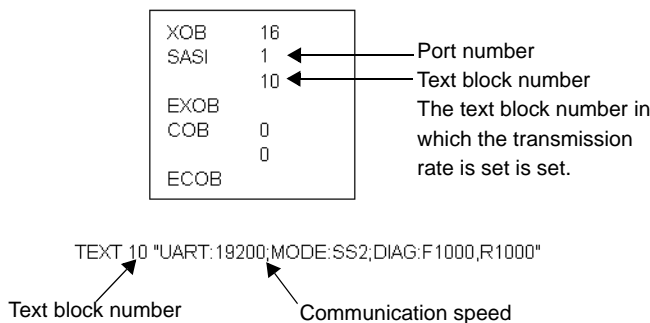 XOB 16
SASI 1
10
EXOB
COB 0
0
ECOB
Port number
Text block number
The text block number in
which the transmission
rate is set is set.
TEXT 10 "UART:19200;MODE:SS2;DIAG:F1000,R1000"
Text block number
Communication speed